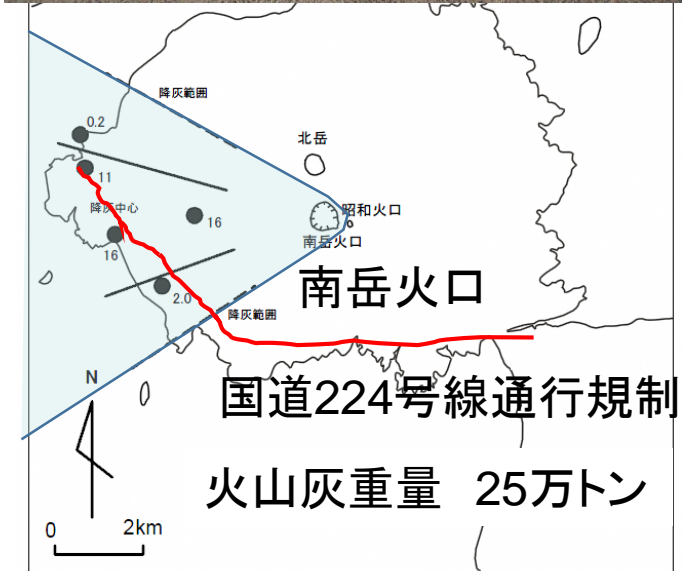 降灰範囲
0.2
北岳
11
昭和火口
降灰中心
16
南岳火口
16
南岳火口
2.0
降灰範囲
N
国道224号線通行規制
火山灰重量 25万トン
0 2km